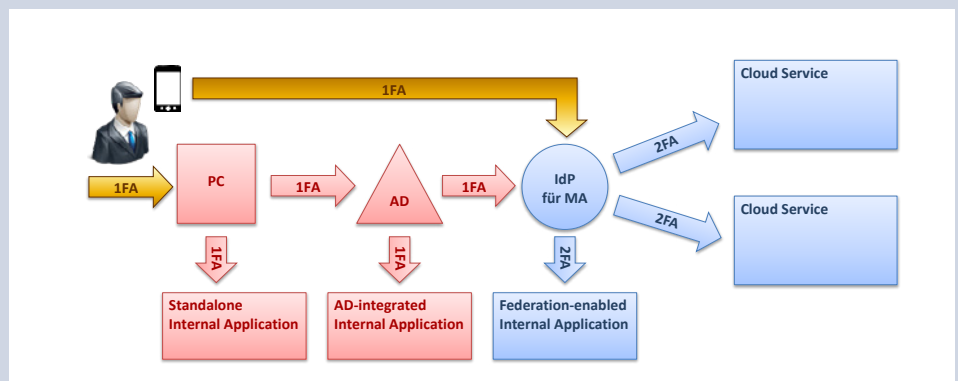 Cloud Service
1FA
2FA
1FA
PC
1FA
AD
1FA
IdP
für MA
2FA
Cloud Service
1FA
1FA
2FA
Standalone
Internal Application
AD-integrated
Internal Application
Federation-enabled
Internal Application